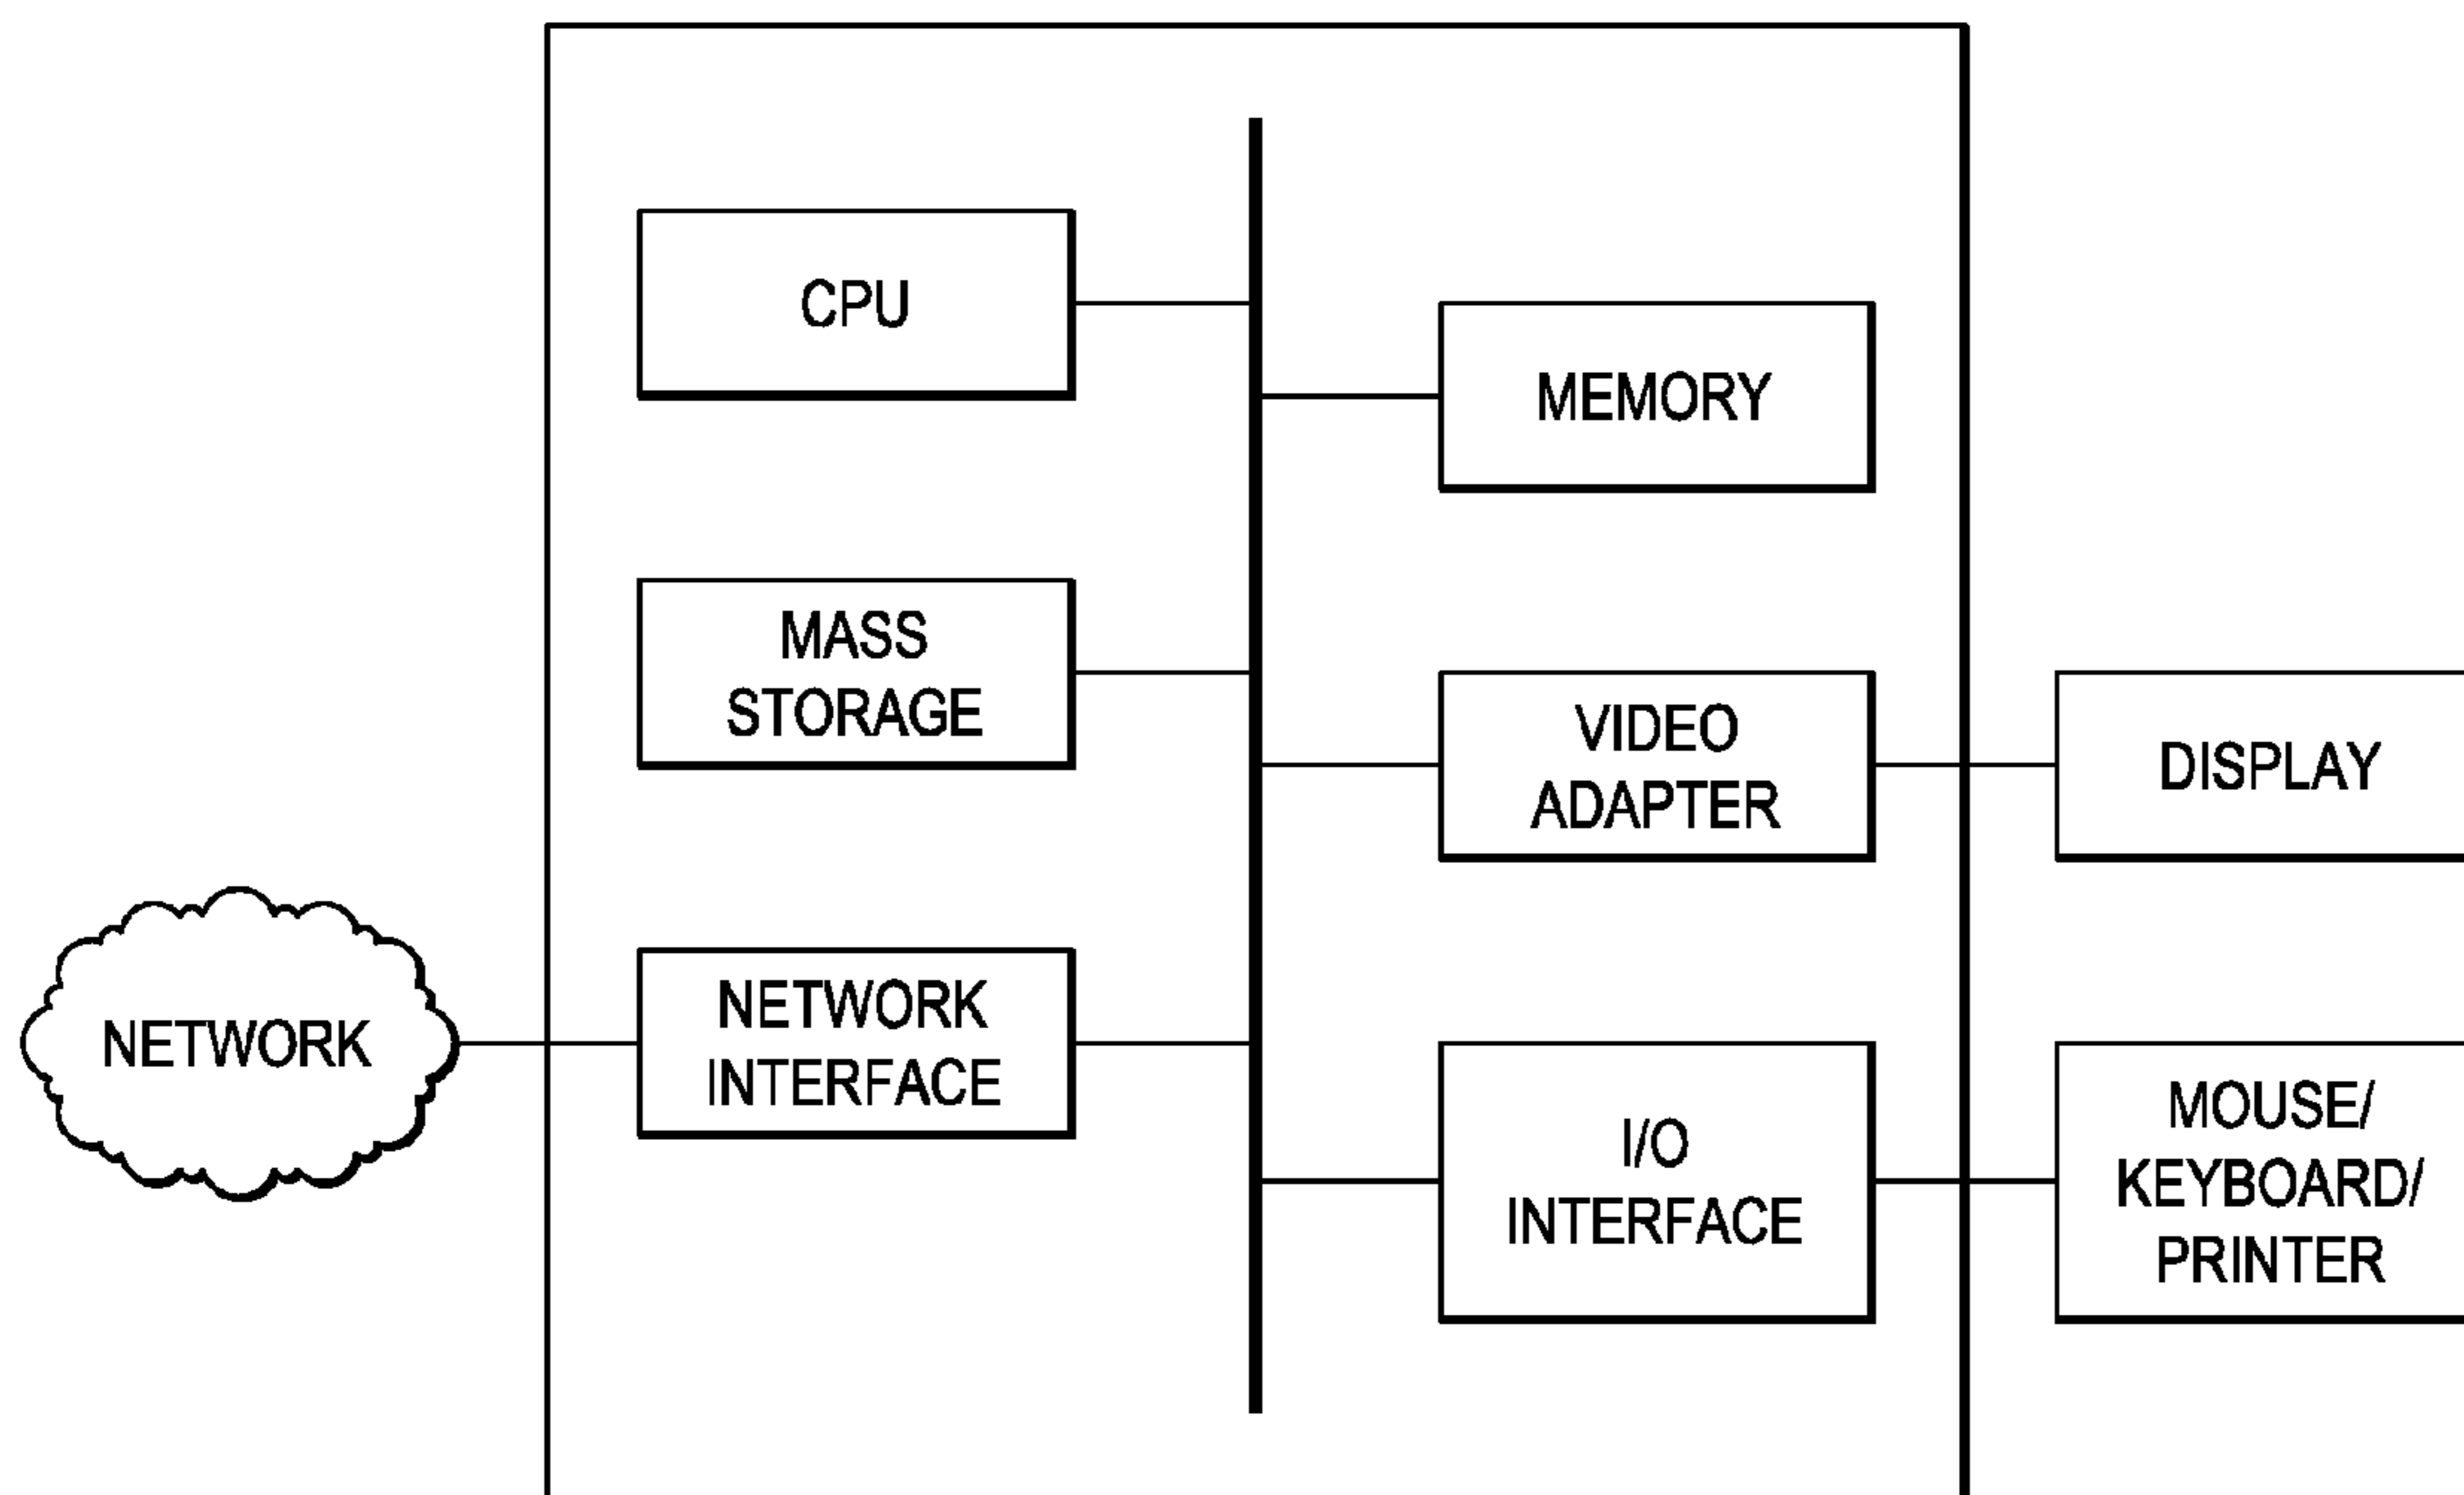 CPU
MEMORY
MASS
STORAGE
VIDEO
ADAPTER
DISPLAY
NETWORK
NETWORK
INTERFACE
I/O
INTERFACE
MOUSE/
KEYBOARD/
PRINTER